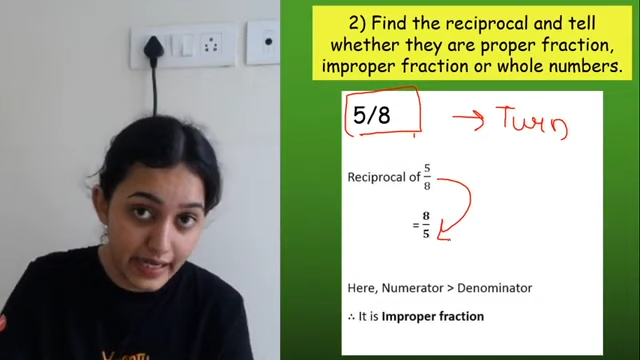 2) Find the reciprocal and tell
whether they are proper fraction,
improper fraction or whole numbers.
5/8 → Turn
Reciprocal of 5/8
= 8/5
Here, Numerator > Denominator
∴ It is Improper fraction